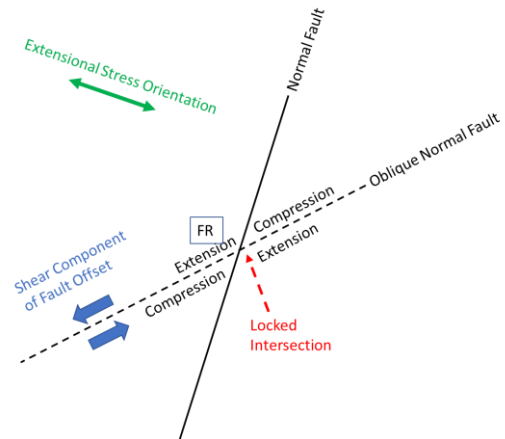 Extensional Stress Orientation
Normal Fault
Oblique Normal Fault
Compression
FR
Extension
Extension
Compression
Shear Component
of Fault Offset
Locked
Intersection